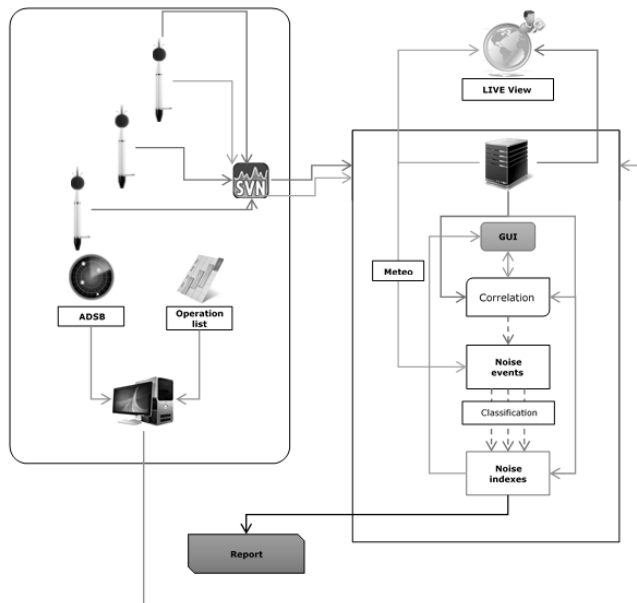 LIVE View
SVN
GUI
Meteo
Correlation
ADSB
Operation
list
Noise
events
Classification
Noise
indexes
Report